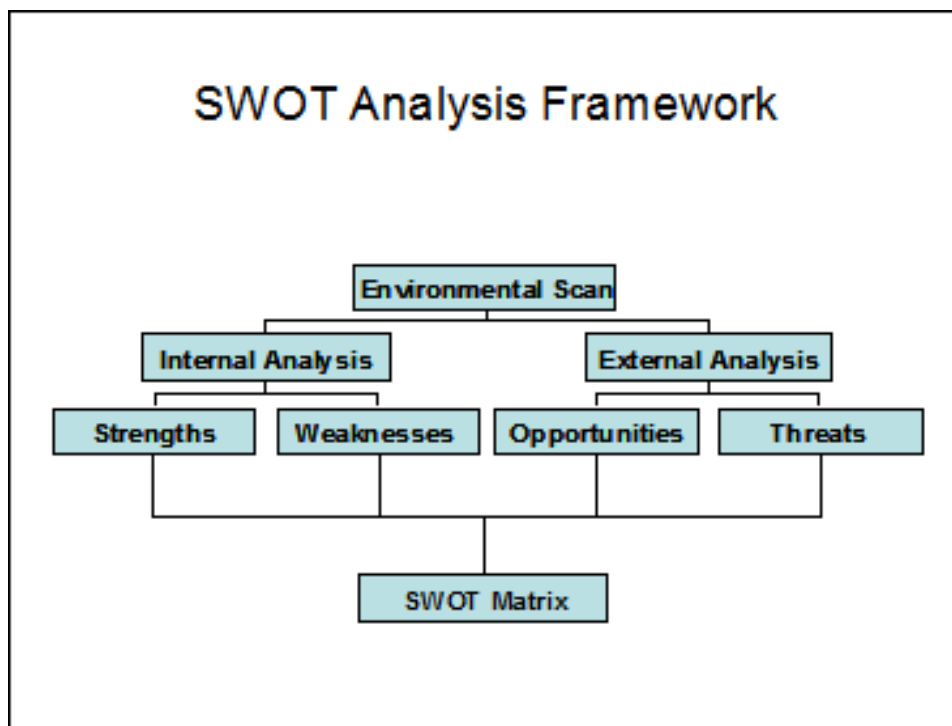 SWOT Analysis Framework
Environmental Scan
Internal Analysis
External Analysis
Strengths
Weaknesses
Opportunities
Threats
SWOT Matrix